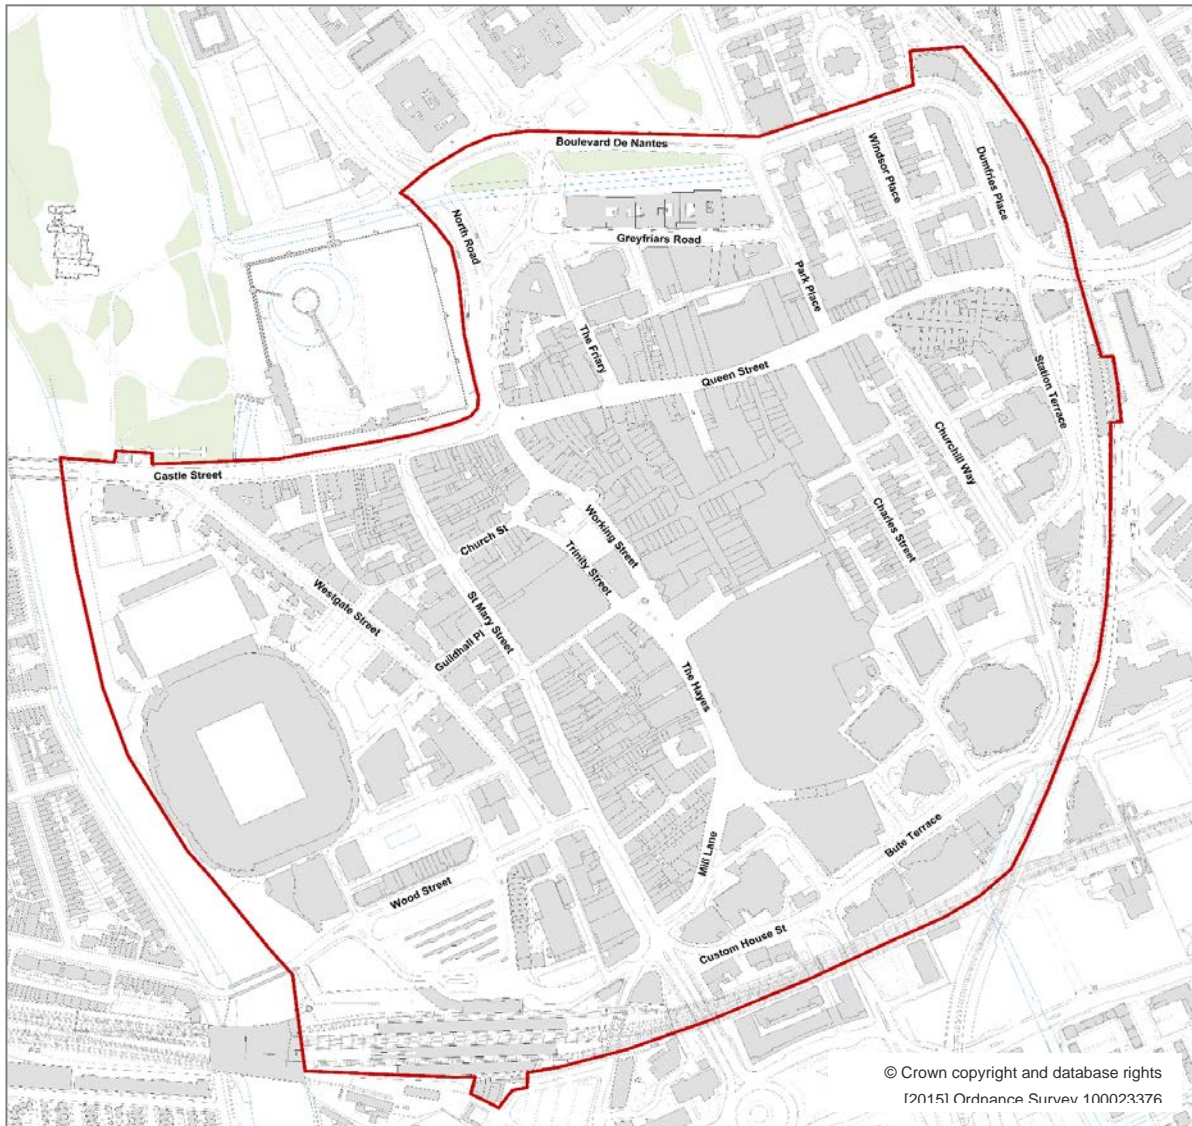 Boulevard De Nantes
Windsor Place
Dumfries Place
North Road
Greyfriars Road
Park Place
The Friary
Queen Street
Station Terrace
Castle Street
Churchill Way
Working Street
Church St
Trinity Street
Charles Street
Westgate Street
St Mary Street
Guildhall Pl
The Hayes
Mill Lane
Bute Terrace
Wood Street
Custom House St
© Crown copyright and database rights
[2015] Ordnance Survey 100023376